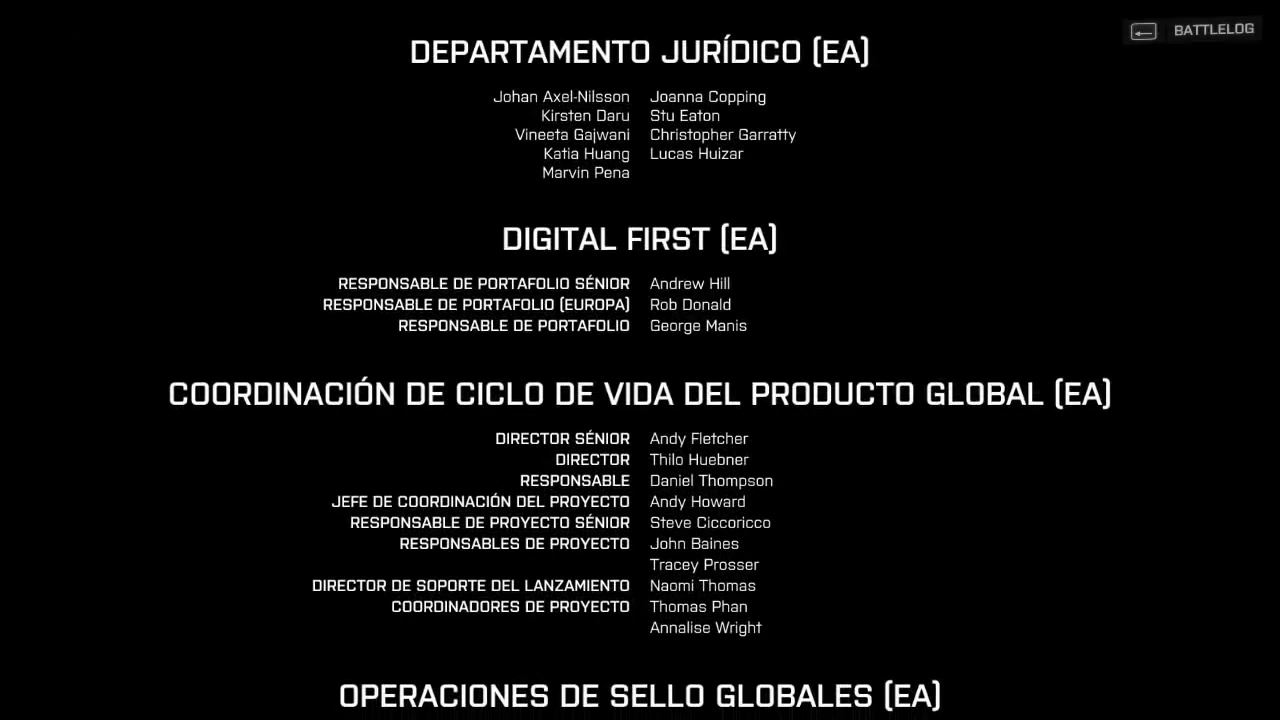 BATTLELOG
DEPARTAMENTO JURÍDICO (EA)
Johan Axel-Nilsson Joanna Copping
Kirsten Daru Stu Eaton
Vineeta Gajwani Christopher Garratty
Katia Huang Lucas Huizar
Marvin Pena
DIGITAL FIRST (EA)
RESPONSABLE DE PORTAFOLIO SÉNIOR Andrew Hill
RESPONSABLE DE PORTAFOLIO (EUROPA) Rob Donald
RESPONSABLE DE PORTAFOLIO George Manis
COORDINACIÓN DE CICLO DE VIDA DEL PRODUCTO GLOBAL (EA)
DIRECTOR SÉNIOR Andy Fletcher
DIRECTOR Thilo Huebner
RESPONSABLE Daniel Thompson
JEFE DE COORDINACIÓN DEL PROYECTO Andy Howard
RESPONSABLE DE PROYECTO SÉNIOR Steve Ciccoricco
RESPONSABLES DE PROYECTO John Baines
Tracey Prosser
DIRECTOR DE SOPORTE DEL LANZAMIENTO Naomi Thomas
COORDINADORES DE PROYECTO Thomas Phan
Annalise Wright
OPERACIONES DE SELLO GLOBALES (EA)